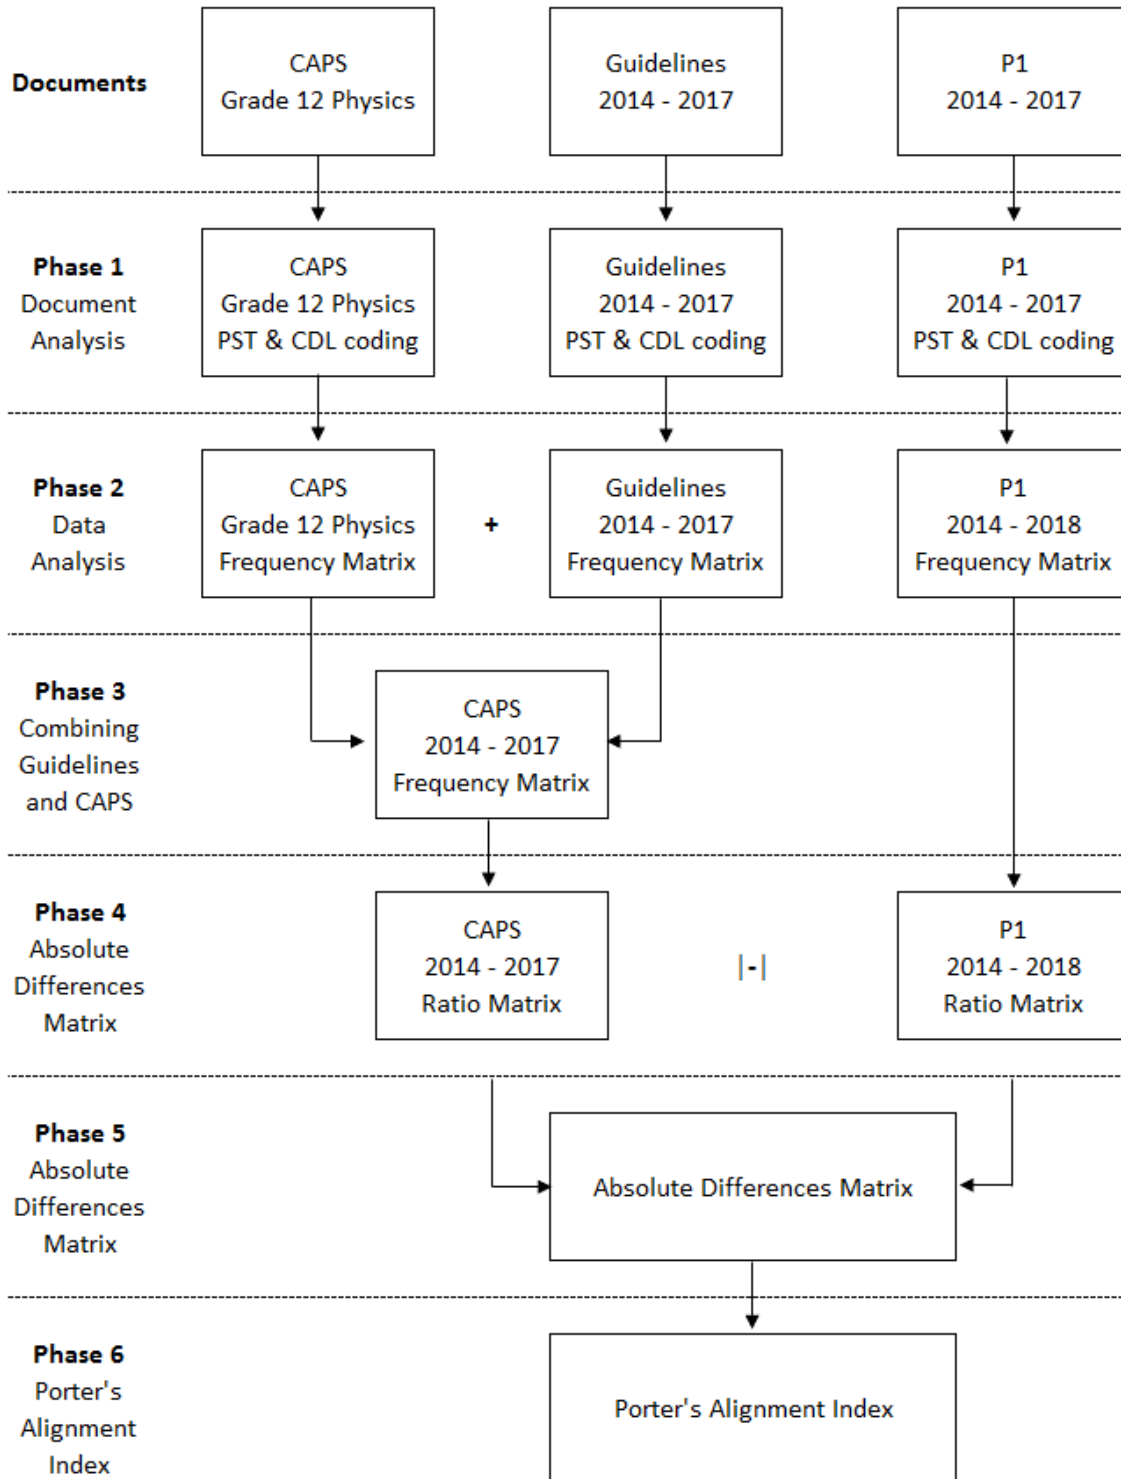 Documents
CAPS
Grade 12 Physics
Guidelines
2014 - 2017
P1
2014 - 2017
Phase 1
Document
Analysis
CAPS
Grade 12 Physics
PST & CDL coding
Guidelines
2014 - 2017
PST & CDL coding
P1
2014 - 2017
PST & CDL coding
Phase 2
Data
Analysis
CAPS
Grade 12 Physics
Frequency Matrix
+
Guidelines
2014 - 2017
Frequency Matrix
P1
2014 - 2018
Frequency Matrix
Phase 3
Combining
Guidelines
and CAPS
CAPS
2014 - 2017
Frequency Matrix
Phase 4
Absolute
Differences
Matrix
CAPS
2014 - 2017
Ratio Matrix
|-|
P1
2014 - 2018
Ratio Matrix
Phase 5
Absolute
Differences
Matrix
Absolute Differences Matrix
Phase 6
Porter's
Alignment
Index
Porter's Alignment Index